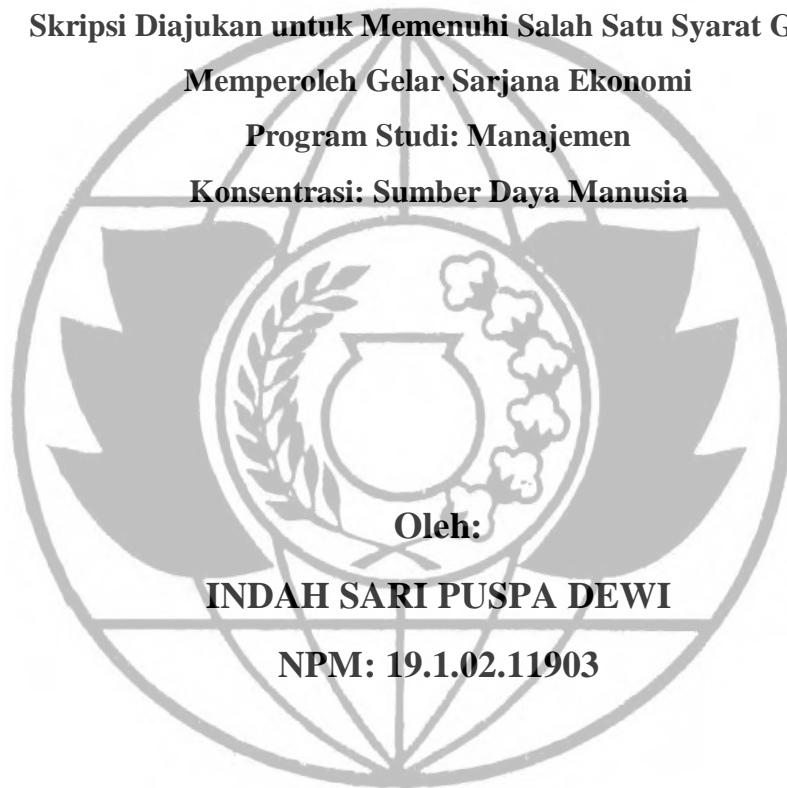 Skripsi Diajukan untuk Memenuhi Salah Satu Syarat G
Memperoleh Gelar Sarjana Ekonomi
Program Studi: Manajemen
Konsentrasi: Sumber Daya Manusia
Oleh:
INDAH SARI PUSPA DEWI
NPM: 19.1.02.11903